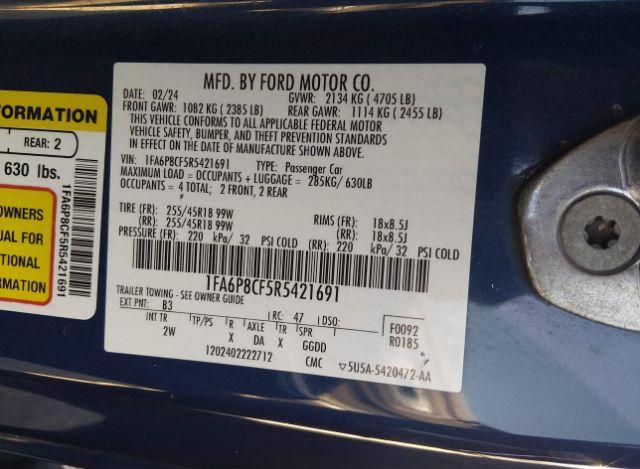 FORMATION
REAR: 2
630 lbs.
OWNERS
UAL FOR
TIONAL
ORMATION
1FA6P8CF5R5421691
MFD. BY FORD MOTOR CO.
02/24 GVWR: 2134 KG ( 4705 LB)
FRONT GAWR: 1082 KG ( 2385 LB) REAR GAWR: 1114 KG ( 2455 LB)
THIS VEHICLE CONFORMS TO ALL APPLICABLE FEDERAL MOTOR
VEHICLE SAFETY, BUMPER, AND THEFT PREVENTION STANDARDS
IN EFFECT ON THE DATE OF MANUFACTURE SHOWN ABOVE.
VIN: 1FA6P8CF5R5421691 TYPE: Passenger Car
MAXIMUM LOAD = OCCUPANTS + LUGGAGE = 285KG/ 630LB
OCCUPANTS = 4 TOTAL; 2 FRONT, 2 REAR
TIRE (FR): 255/45R18 99W RIMS (FR): 18x8.5J
(RR): 255/45R18 99W (RR): 18x8.5J
PRESSURE (FR): 220 kPa/ 32 PSI COLD (RR): 220 kPa/ 32 PSI COLD
1FA6P8CF5R5421691
TRAILER TOWING - SEE OWNER GUIDE
EXT PNT: B3 RC: 47 DSO:
INT TR TP/PS R AXLE TR SPR F0092
2W X DA X GGDD R0185
1202402222712 CMC 5U5A-5420472-AA